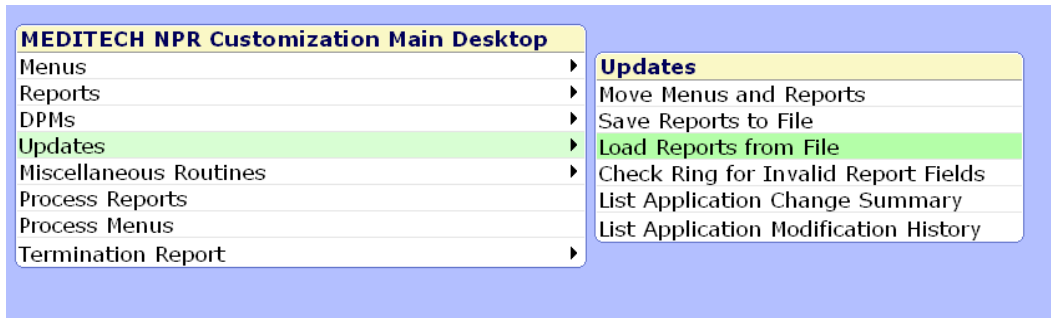 MEDITECH NPR Customization Main Desktop
Menus
Reports
DPMs
Updates
Miscellaneous Routines
Process Reports
Process Menus
Termination Report
Updates
Move Menus and Reports
Save Reports to File
Load Reports from File
Check Ring for Invalid Report Fields
List Application Change Summary
List Application Modification History